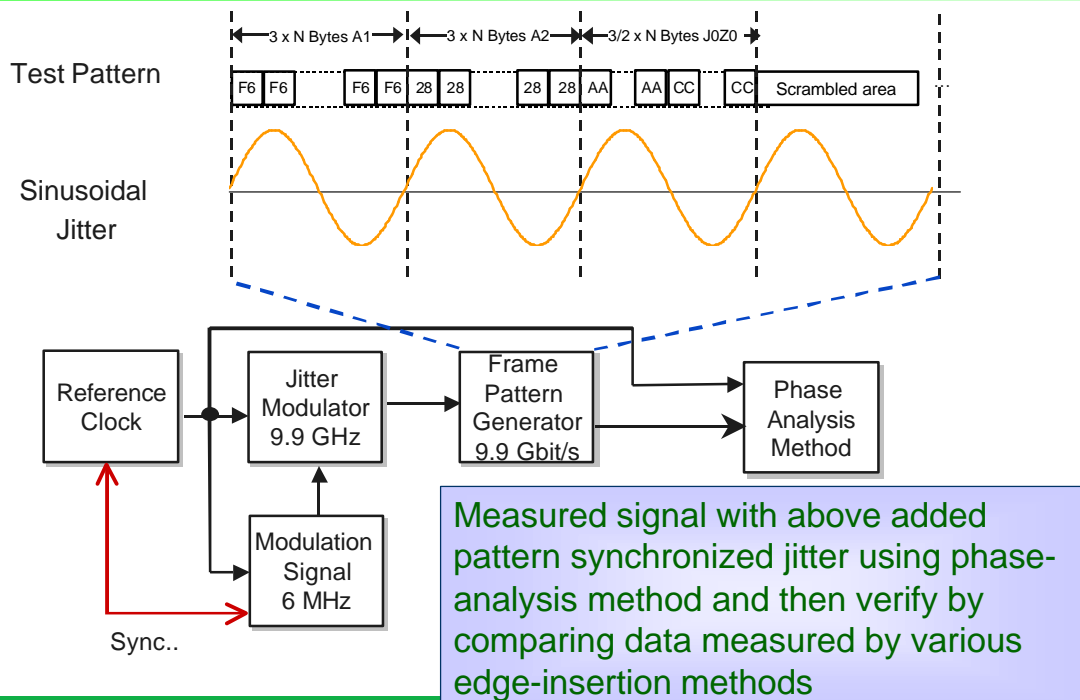 3 x N Bytes A1
3 x N Bytes A2
3/2 x N Bytes J0Z0
Test Pattern
F6 F6 F6 F6 28 28 28 28 AA AA CC CC Scrambled area
Sinusoidal
Jitter
Reference
Clock
Jitter
Modulator
9.9 GHz
Frame
Pattern
Generator
9.9 Gbit/s
Phase
Analysis
Method
Modulation
Signal
6 MHz
Sync..
Measured signal with above added
pattern synchronized jitter using phase-
analysis method and then verify by
comparing data measured by various
edge-insertion methods